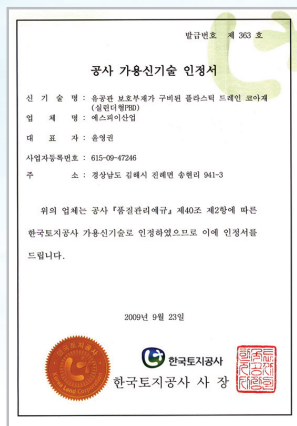 발급번호 제 363 호
공사 가용신기술 인정서
신 기 술 명 : 유공관 보호부재가 구비된 플라스틱 드레인 코아재
(실린더형PBD)
업 체 명 : 에스피이산업
대 표 자 : 윤영권
사업자등록번호 : 615-09-47246
주 소 : 경상남도 김해시 진례면 송현리 941-3
위의 업체는 공사 『품질관리예규』 제40조 제2항에 따른
한국토지공사 가용신기술로 인정하였으므로 이에 인정서를
드립니다.
2009년 9월 23일
한국토지공사
한국토지공사 사 장